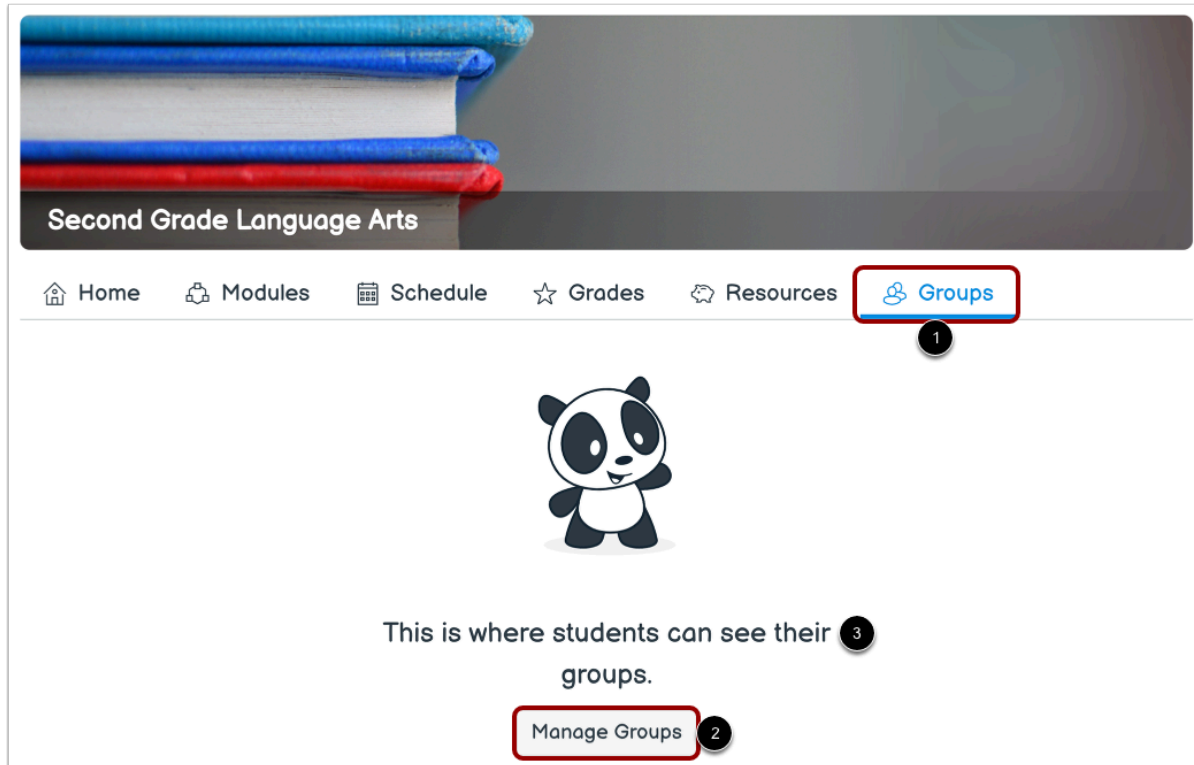 Second Grade Language Arts
Home Modules Schedule Grades Resources Groups
1
This is where students can see their 3
groups.
Manage Groups 2